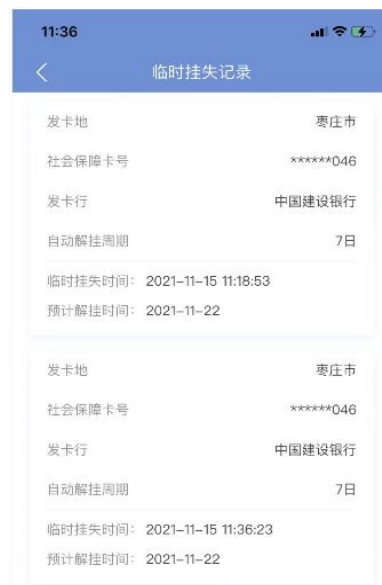 11:36
临时挂失记录
发卡地 枣庄市
社会保障卡号 ******046
发卡行 中国建设银行
自动解挂周期 7日
临时挂失时间： 2021-11-15 11:18:53
预计解挂时间： 2021-11-22
发卡地 枣庄市
社会保障卡号 ******046
发卡行 中国建设银行
自动解挂周期 7日
临时挂失时间： 2021-11-15 11:36:23
预计解挂时间： 2021-11-22